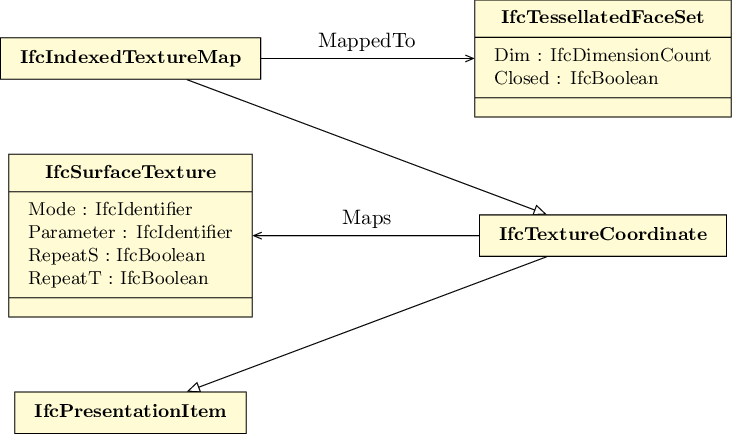 IfcIndexedTextureMap
MappedTo
IfcTessellatedFaceSet
Dim : IfcDimensionCount
Closed : IfcBoolean
IfcSurfaceTexture
Mode : IfcIdentifier
Parameter : IfcIdentifier
RepeatS : IfcBoolean
RepeatT : IfcBoolean
Maps
IfcTextureCoordinate
IfcPresentationItem